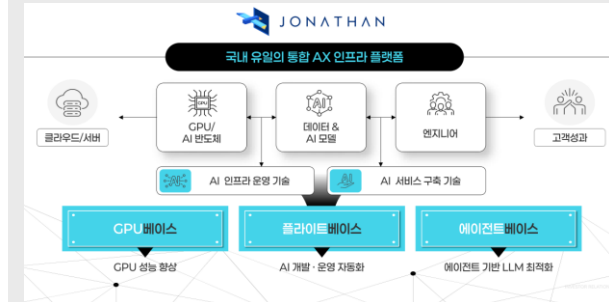 JONATHAN
국내 유일의 통합 AX 인프라 플랫폼
클라우드/서버
GPU
GPU/
AI 반도체
AI
데이터 &
AI 모델
엔지니어
고객성과
AI
AI 인프라 운영 기술
AI
AI 서비스 구축 기술
GPU베이스
플라이트베이스
에이전트베이스
GPU 성능 향상
AI 개발 · 운영 자동화
에이전트 기반 LLM 최적화